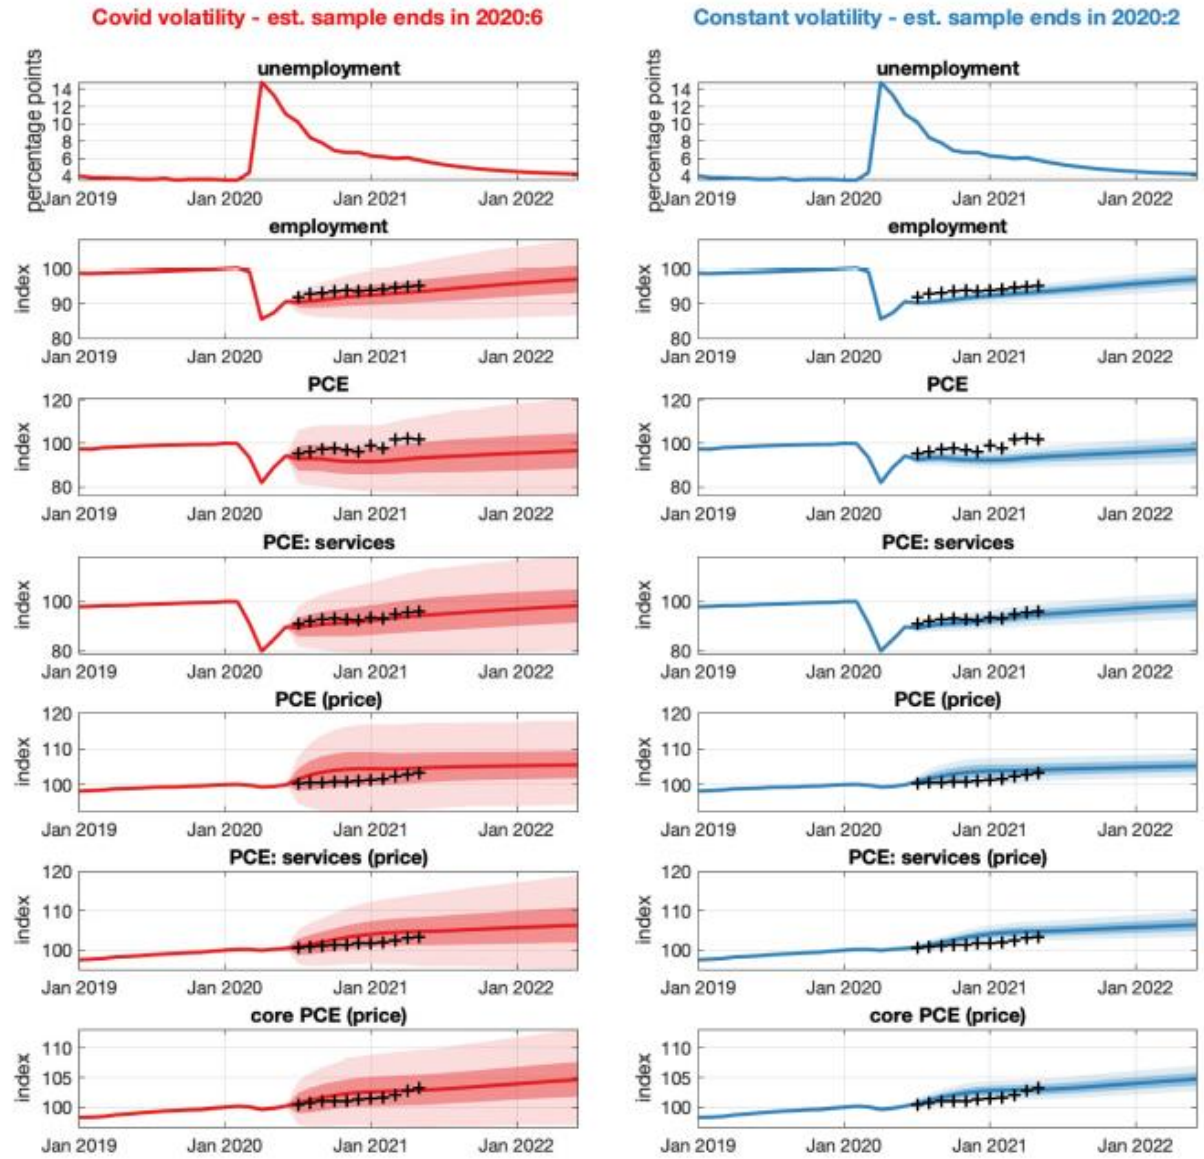 Covid volatility - est. sample ends in 2020:6
Constant volatility - est. sample ends in 2020:2
unemployment
percentage points
14
12
10
8
6
4
Jan 2019 Jan 2020 Jan 2021 Jan 2022
unemployment
percentage points
14
12
10
8
6
4
Jan 2019 Jan 2020 Jan 2021 Jan 2022
employment
index
100
90
80
Jan 2019 Jan 2020 Jan 2021 Jan 2022
employment
index
100
90
80
Jan 2019 Jan 2020 Jan 2021 Jan 2022
PCE
index
120
100
80
Jan 2019 Jan 2020 Jan 2021 Jan 2022
PCE
index
120
100
80
Jan 2019 Jan 2020 Jan 2021 Jan 2022
PCE: services
index
100
80
Jan 2019 Jan 2020 Jan 2021 Jan 2022
PCE: services
index
100
80
Jan 2019 Jan 2020 Jan 2021 Jan 2022
PCE (price)
index
120
110
100
Jan 2019 Jan 2020 Jan 2021 Jan 2022
PCE (price)
index
120
110
100
Jan 2019 Jan 2020 Jan 2021 Jan 2022
PCE: services (price)
index
120
110
100
Jan 2019 Jan 2020 Jan 2021 Jan 2022
PCE: services (price)
index
120
110
100
Jan 2019 Jan 2020 Jan 2021 Jan 2022
core PCE (price)
index
110
105
100
Jan 2019 Jan 2020 Jan 2021 Jan 2022
core PCE (price)
index
110
105
100
Jan 2019 Jan 2020 Jan 2021 Jan 2022